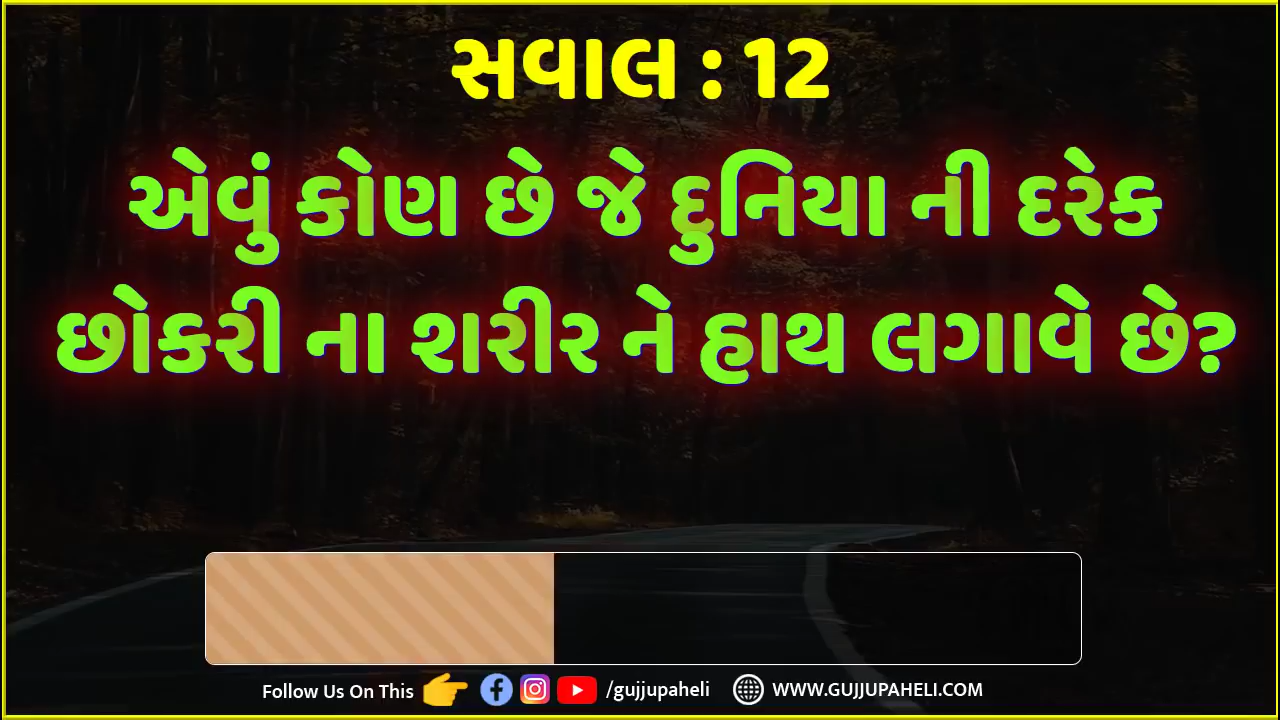 સવાલ : 12
એવું કોણ છે જે દુનિયા ની દરેક
છોકરી ના શરીર ને હાથ લગાવે છે?
Follow Us On This /gujjupaheli WWW.GUJJUPAHELI.COM